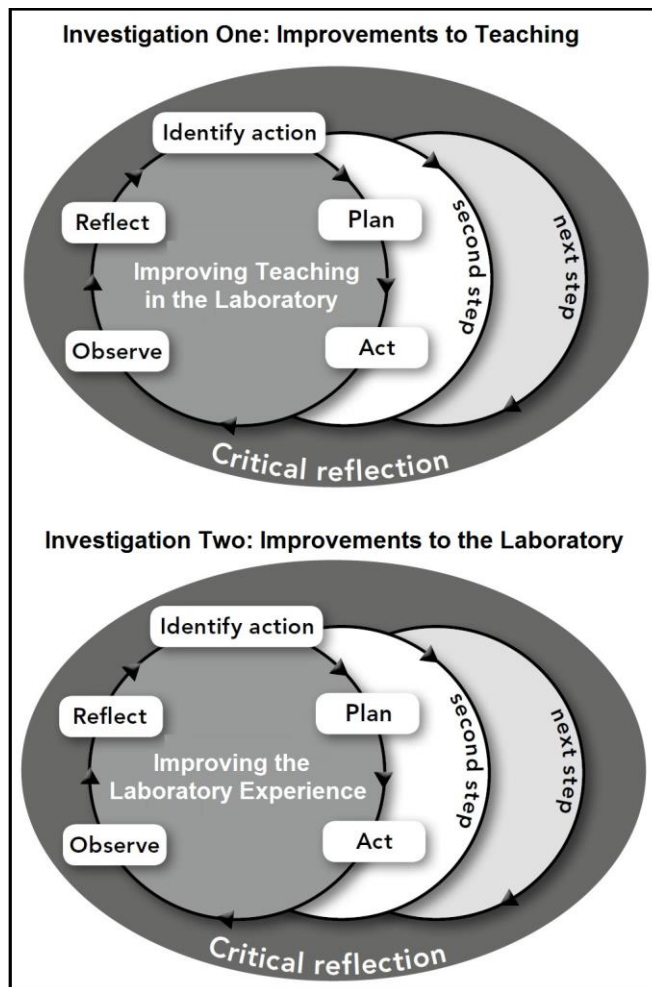 Investigation One: Improvements to Teaching
Identify action
Reflect
Plan
second step
next step
Improving Teaching
in the Laboratory
Observe
Act
Critical reflection
Investigation Two: Improvements to the Laboratory
Identify action
Reflect
Plan
second step
next step
Improving the
Laboratory Experience
Observe
Act
Critical reflection